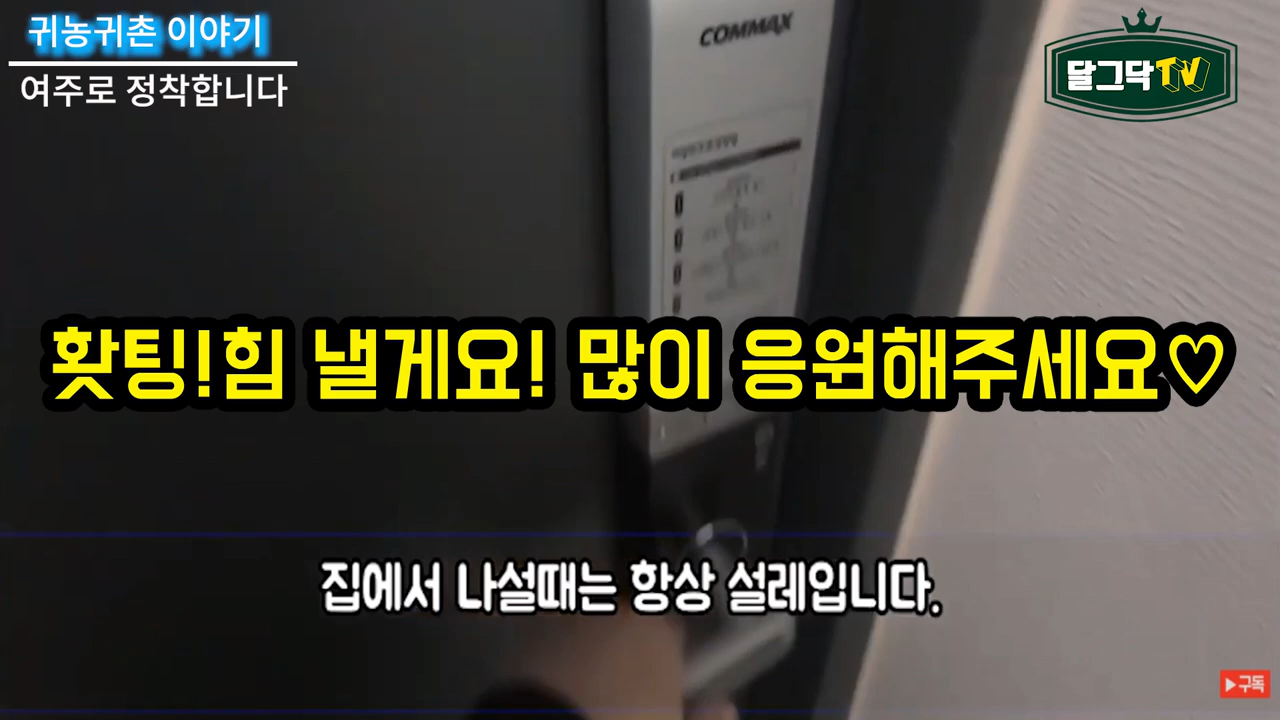 귀농귀촌 이야기
여주로 정착합니다
달그닥TV
COMMAX
홧팅!힘 낼게요! 많이 응원해주세요♡
집에서 나설때는 항상 설레입니다.
구독